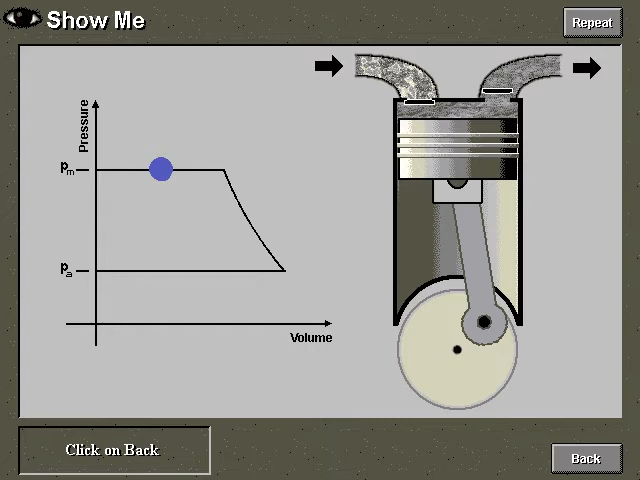 Show Me
Repeat
Pressure
pm
pa
Volume
Click on Back
Back